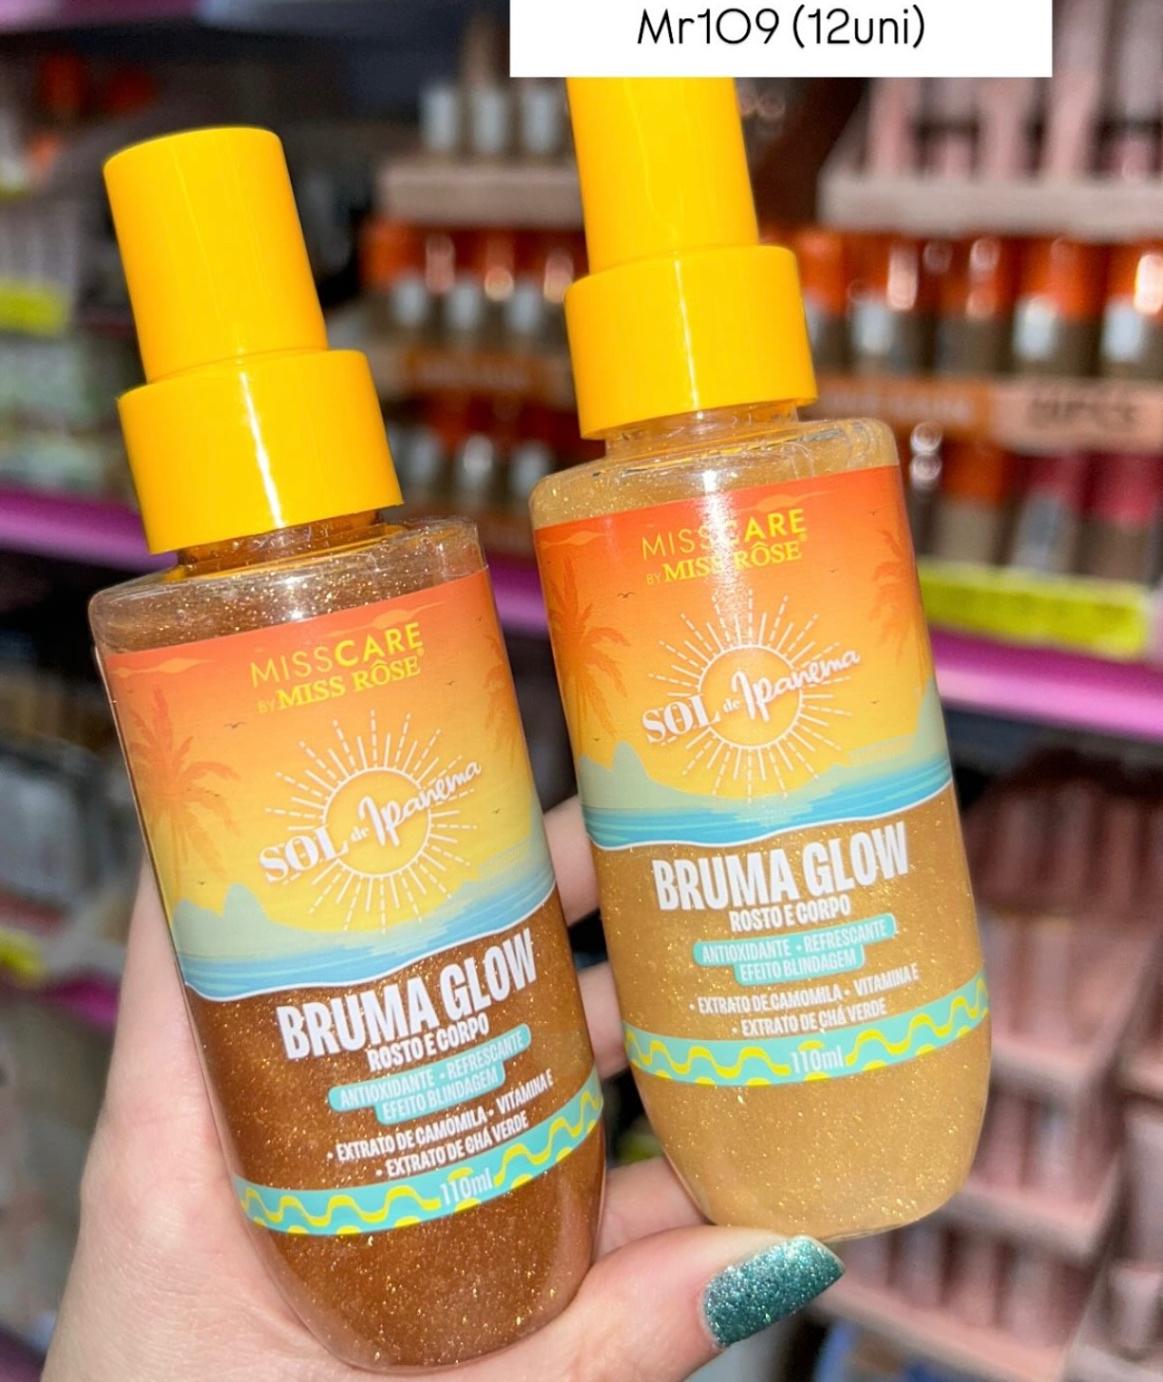 Mr109 (12uni)
MISSCARE
BY MISS RÔSE®
SOL de Ipanema
BRUMA GLOW
ROSTO E CORPO
ANTIOXIDANTE • REFRESCANTE
EFEITO BLINDAGEM
• EXTRATO DE CAMOMILA • VITAMINA E
• EXTRATO DE CHÁ VERDE
110ml
MISSCARE
BY MISS RÔSE®
SOL de Ipanema
BRUMA GLOW
ROSTO E CORPO
ANTIOXIDANTE • REFRESCANTE
EFEITO BLINDAGEM
• EXTRATO DE CAMOMILA • VITAMINA E
• EXTRATO DE CHÁ VERDE
110ml